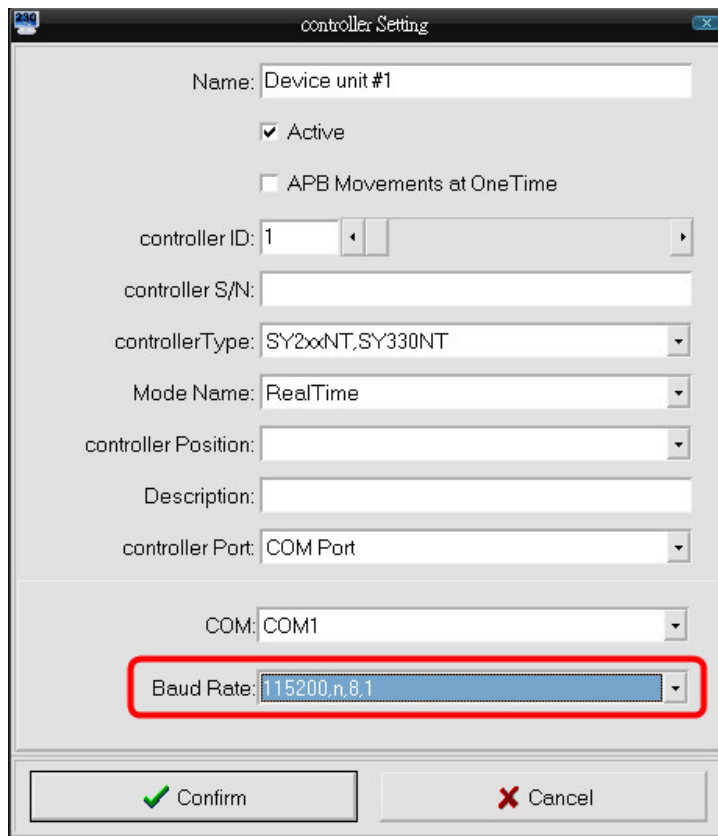 230
controller Setting
Name: Device unit #1
Active
APB Movements at OneTime
controller ID: 1
controller S/N:
controllerType: SY2xxNT,SY330NT
Mode Name: RealTime
controller Position:
Description:
controller Port: COM Port
COM: COM1
Baud Rate: 115200,n,8,1
Confirm Cancel